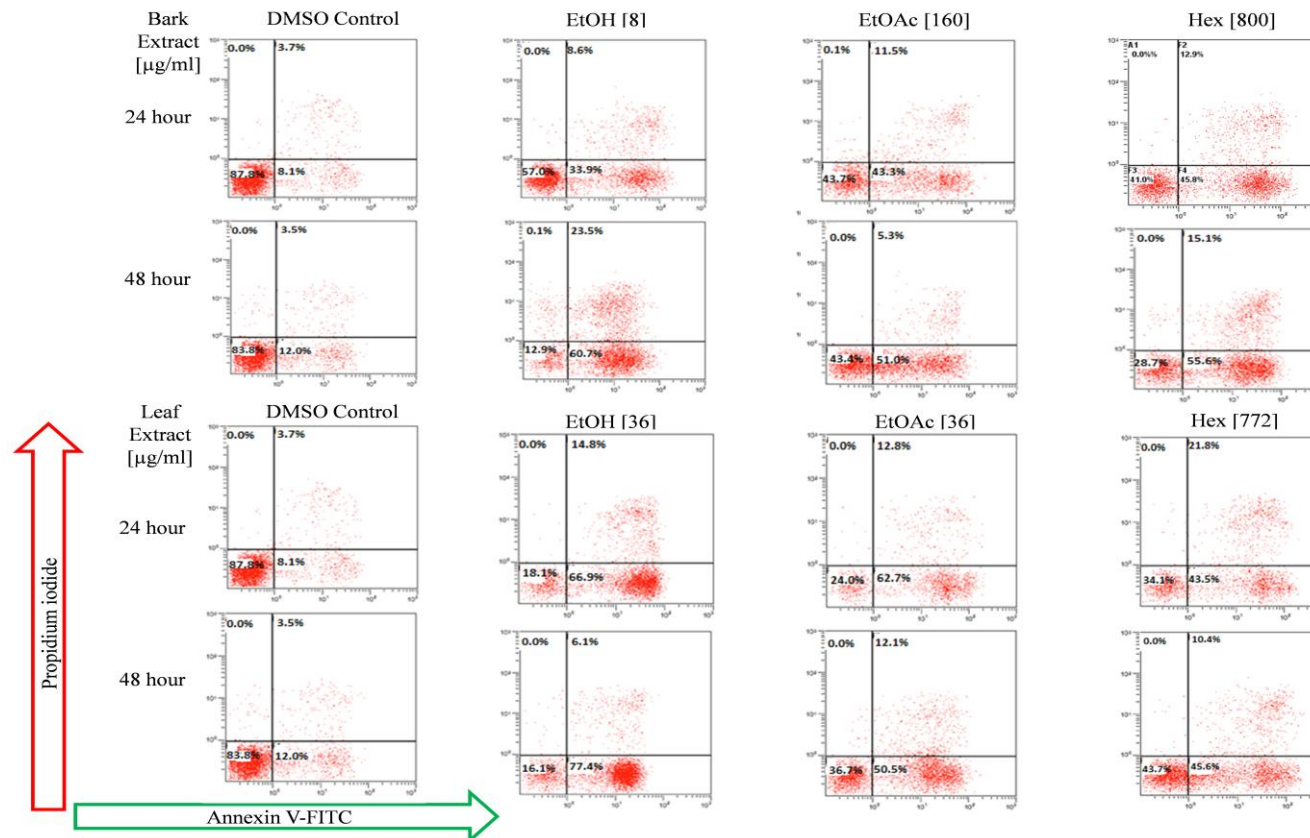 Bark
Extract
[µg/ml]
DMSO Control
EtOH [8]
EtOAc [160]
Hex [800]
24 hour
0.0% 3.7%
87.8% 8.1%
0.0% 8.6%
57.0% 33.9%
0.1% 11.5%
43.7% 43.3%
A1 F2
0.0%% 12.9%
F3 F4
41.0% 45.8%
48 hour
0.0% 3.5%
83.8% 12.0%
0.1% 23.5%
12.9% 60.7%
0.0% 5.3%
43.4% 51.0%
0.0% 15.1%
28.7% 55.6%
Leaf
Extract
[µg/ml]
DMSO Control
EtOH [36]
EtOAc [36]
Hex [772]
24 hour
0.0% 3.7%
87.8% 8.1%
0.0% 14.8%
18.1% 66.9%
0.0% 12.8%
24.0% 62.7%
0.0% 21.8%
34.1% 43.5%
48 hour
0.0% 3.5%
83.8% 12.0%
0.0% 6.1%
16.1% 77.4%
0.0% 12.1%
36.7% 50.5%
0.0% 10.4%
43.7% 45.6%
Propidium iodide
Annexin V-FITC